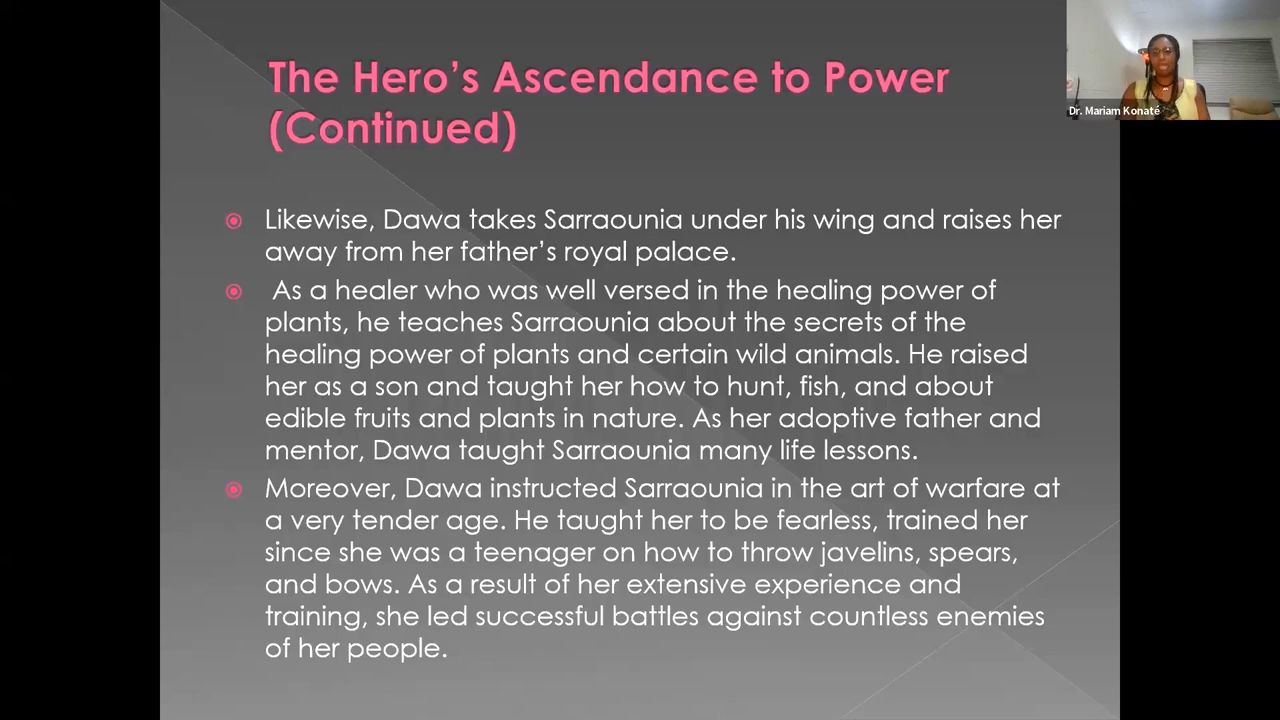 The Hero's Ascendance to Power
(Continued)
Dr. Mariam Konaté
Likewise, Dawa takes Sarraounia under his wing and raises her
away from her father's royal palace.
As a healer who was well versed in the healing power of
plants, he teaches Sarraounia about the secrets of the
healing power of plants and certain wild animals. He raised
her as a son and taught her how to hunt, fish, and about
edible fruits and plants in nature. As her adoptive father and
mentor, Dawa taught Sarraounia many life lessons.
Moreover, Dawa instructed Sarraounia in the art of warfare at
a very tender age. He taught her to be fearless, trained her
since she was a teenager on how to throw javelins, spears,
and bows. As a result of her extensive experience and
training, she led successful battles against countless enemies
of her people.